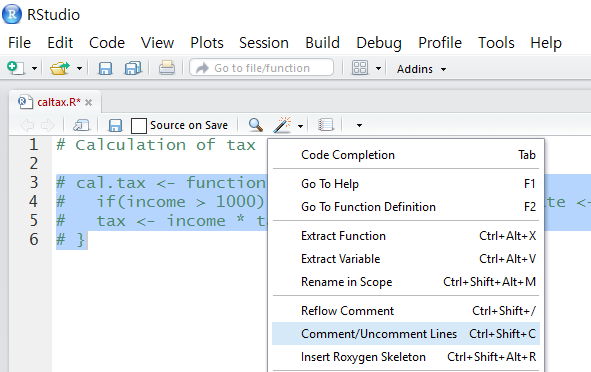 R RStudio
File Edit Code View Plots Session Build Debug Profile Tools Help
Go to file/function Addins
R caltax.R* ×
Source on Save
1 # Calculation of tax
2
3 # cal.tax <- function
4 # if(income > 1000) te <-
5 # tax <- income * t
6 # }
Code Completion Tab
Go To Help F1
Go To Function Definition F2
Extract Function Ctrl+Alt+X
Extract Variable Ctrl+Alt+V
Rename in Scope Ctrl+Shift+Alt+M
Reflow Comment Ctrl+Shift+/
Comment/Uncomment Lines Ctrl+Shift+C
Insert Roxygen Skeleton Ctrl+Shift+Alt+R